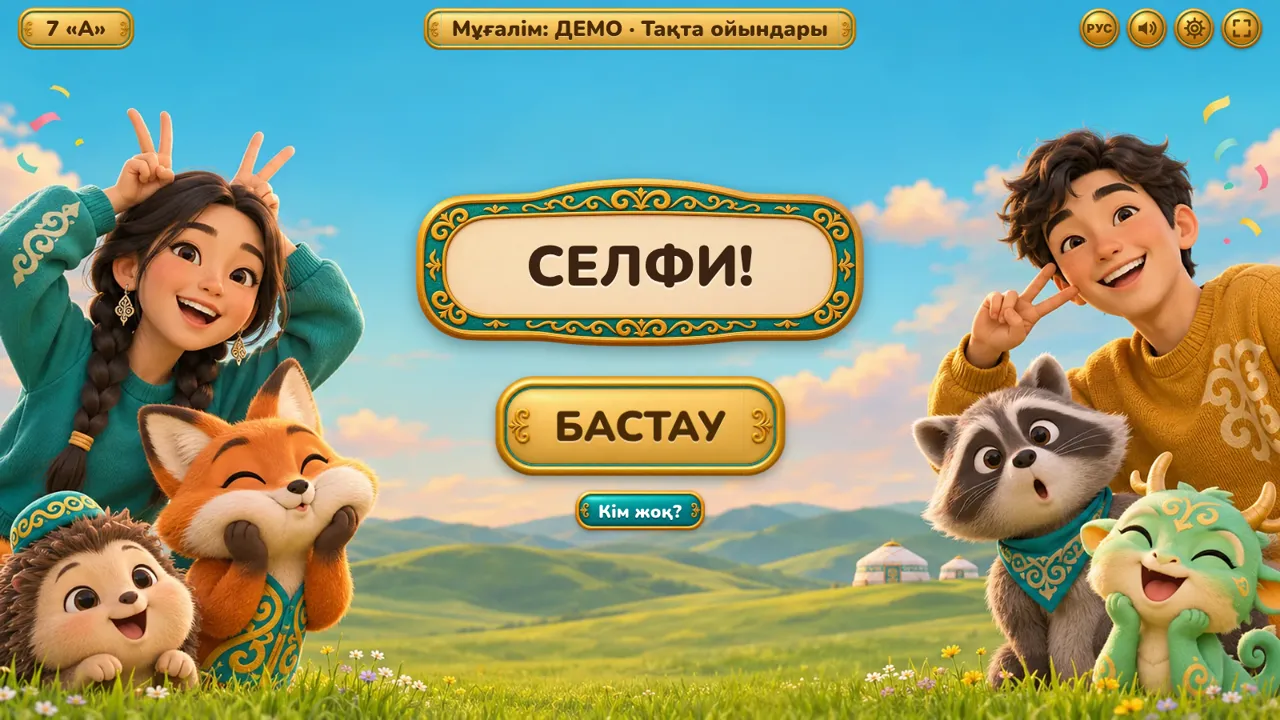 7 «А»
Мұғалім: ДЕМО · Тақта ойындары
РУС
СЕЛФИ!
БАСТАУ
Кім жоқ?